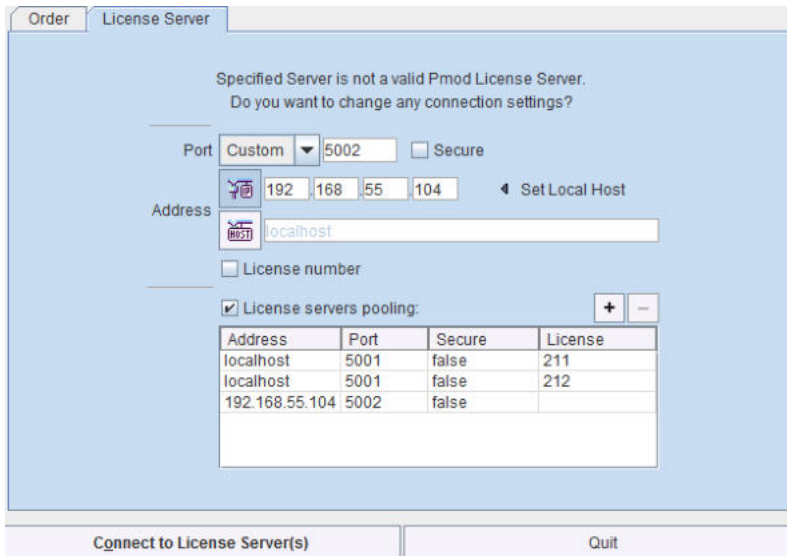 Order License Server
Specified Server is not a valid Pmod License Server.
Do you want to change any connection settings?
Port Custom 5002 Secure
Address
IP 192 .168 .55 .104 Set Local Host
HOST localhost
License number
License servers pooling: + −
Address Port Secure License
localhost 5001 false 211
localhost 5001 false 212
192.168.55.104 5002 false
Connect to License Server(s) Quit